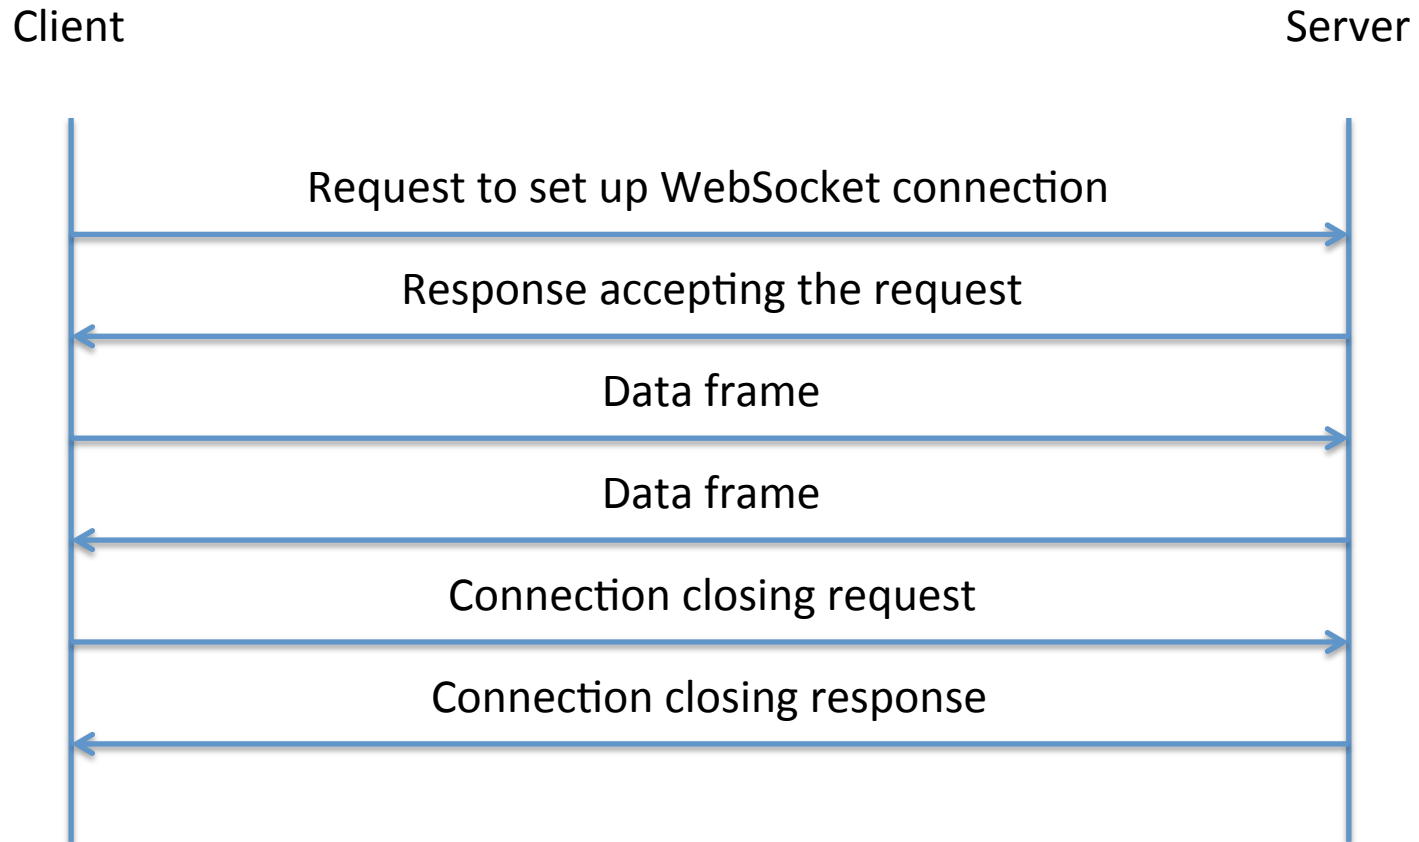 Client
Server
Request to set up WebSocket connection
Response accepting the request
Data frame
Data frame
Connection closing request
Connection closing response